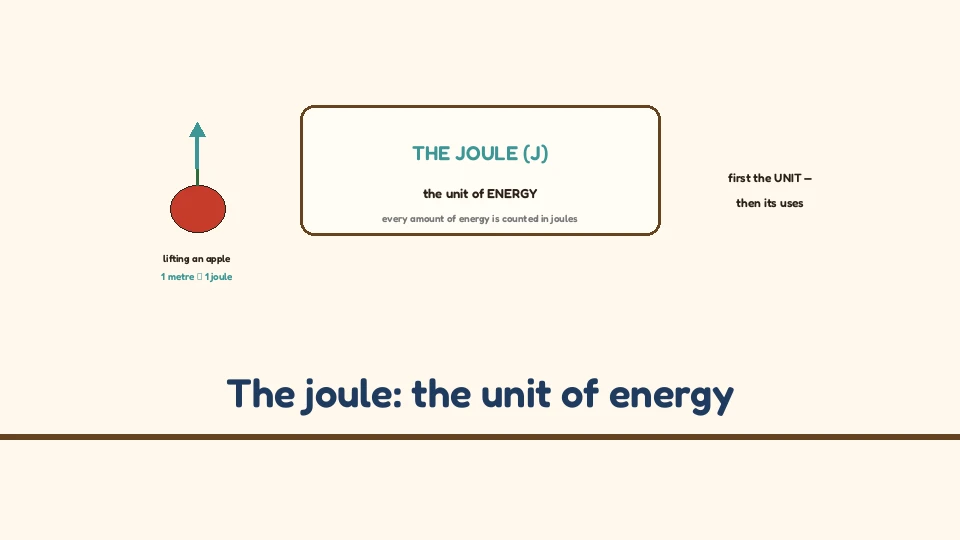 THE JOULE (J)
the unit of ENERGY
every amount of energy is counted in joules
first the UNIT –
then its uses
lifting an apple
1 metre □ 1 joule
The joule: the unit of energy